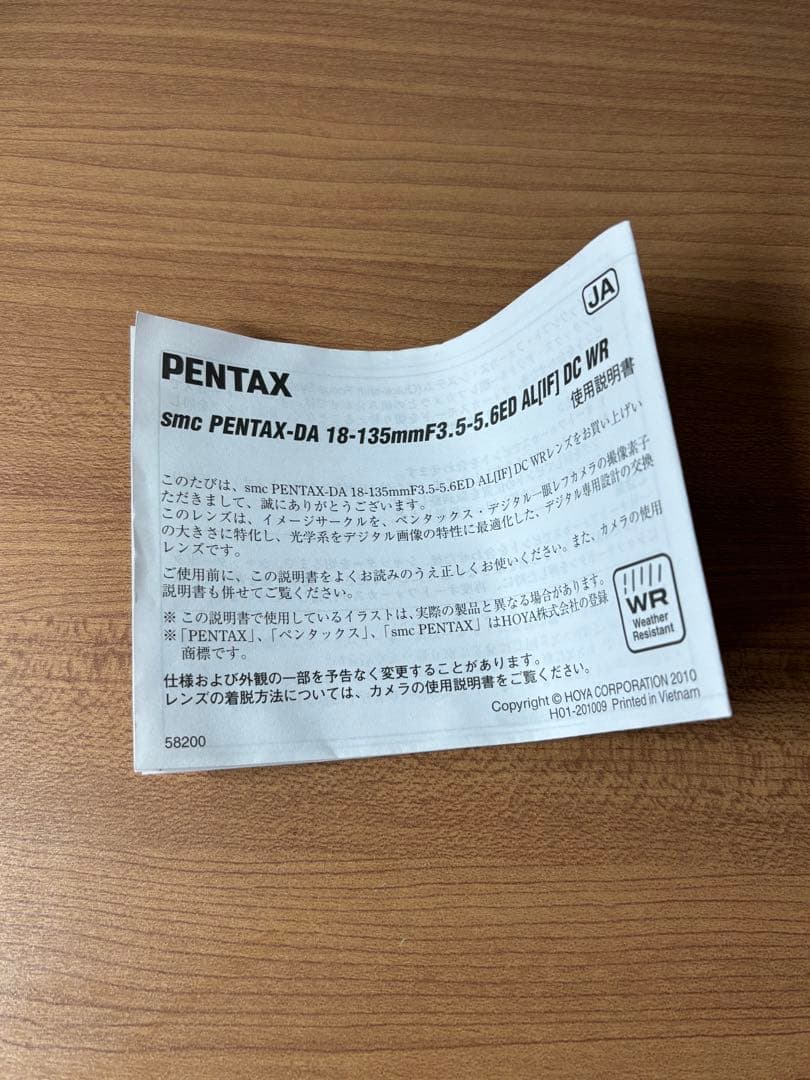 JA
PENTAX
smc PENTAX-DA 18-135mmF3.5-5.6ED AL[IF] DC WR
使用説明書
このたびは、smc PENTAX-DA 18-135mmF3.5-5.6ED AL[IF] DC WRレンズをお買い上げい
ただきまして、誠にありがとうございます。
このレンズは、イメージサークルを、ペンタックス・デジタル一眼レフカメラの撮像素子
の大きさに特化し、光学系をデジタル画像の特性に最適化した、デジタル専用設計の交換
レンズです。
ご使用前に、この説明書をよくお読みのうえ正しくお使いください。また、カメラの使用
説明書も併せてご覧ください。
※ この説明書で使用しているイラストは、実際の製品と異なる場合があります。
※「PENTAX」、「ペンタックス」、「smc PENTAX」はHOYA株式会社の登録
商標です。
WR
Weather
Resistant
仕様および外観の一部を予告なく変更することがあります。
レンズの着脱方法については、カメラの使用説明書をご覧ください。
Copyright © HOYA CORPORATION 2010
H01-201009 Printed in Vietnam
58200